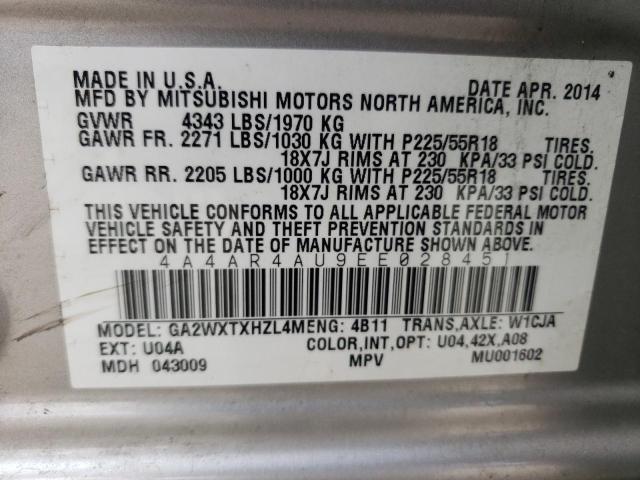 MADE IN U.S.A. DATE APR. 2014
MFD BY MITSUBISHI MOTORS NORTH AMERICA, INC.
GVWR 4343 LBS/1970 KG
GAWR FR. 2271 LBS/1030 KG WITH P225/55R18 TIRES.
18X7J RIMS AT 230 KPA/33 PSI COLD.
GAWR RR. 2205 LBS/1000 KG WITH P225/55R18 TIRES.
18X7J RIMS AT 230 KPA/33 PSI COLD.
THIS VEHICLE CONFORMS TO ALL APPLICABLE FEDERAL MOTOR
VEHICLE SAFETY AND THEFT PREVENTION STANDARDS IN
EFFECT ON THE DATE OF MANUFACTURE SHOWN ABOVE.
4A4AR4AU9EE028451
MODEL: GA2WXTXHZL4MENG: 4B11 TRANS,AXLE: W1CJA
EXT: U04A COLOR,INT,OPT: U04,42X,A08
MDH 043009 MPV MU001602